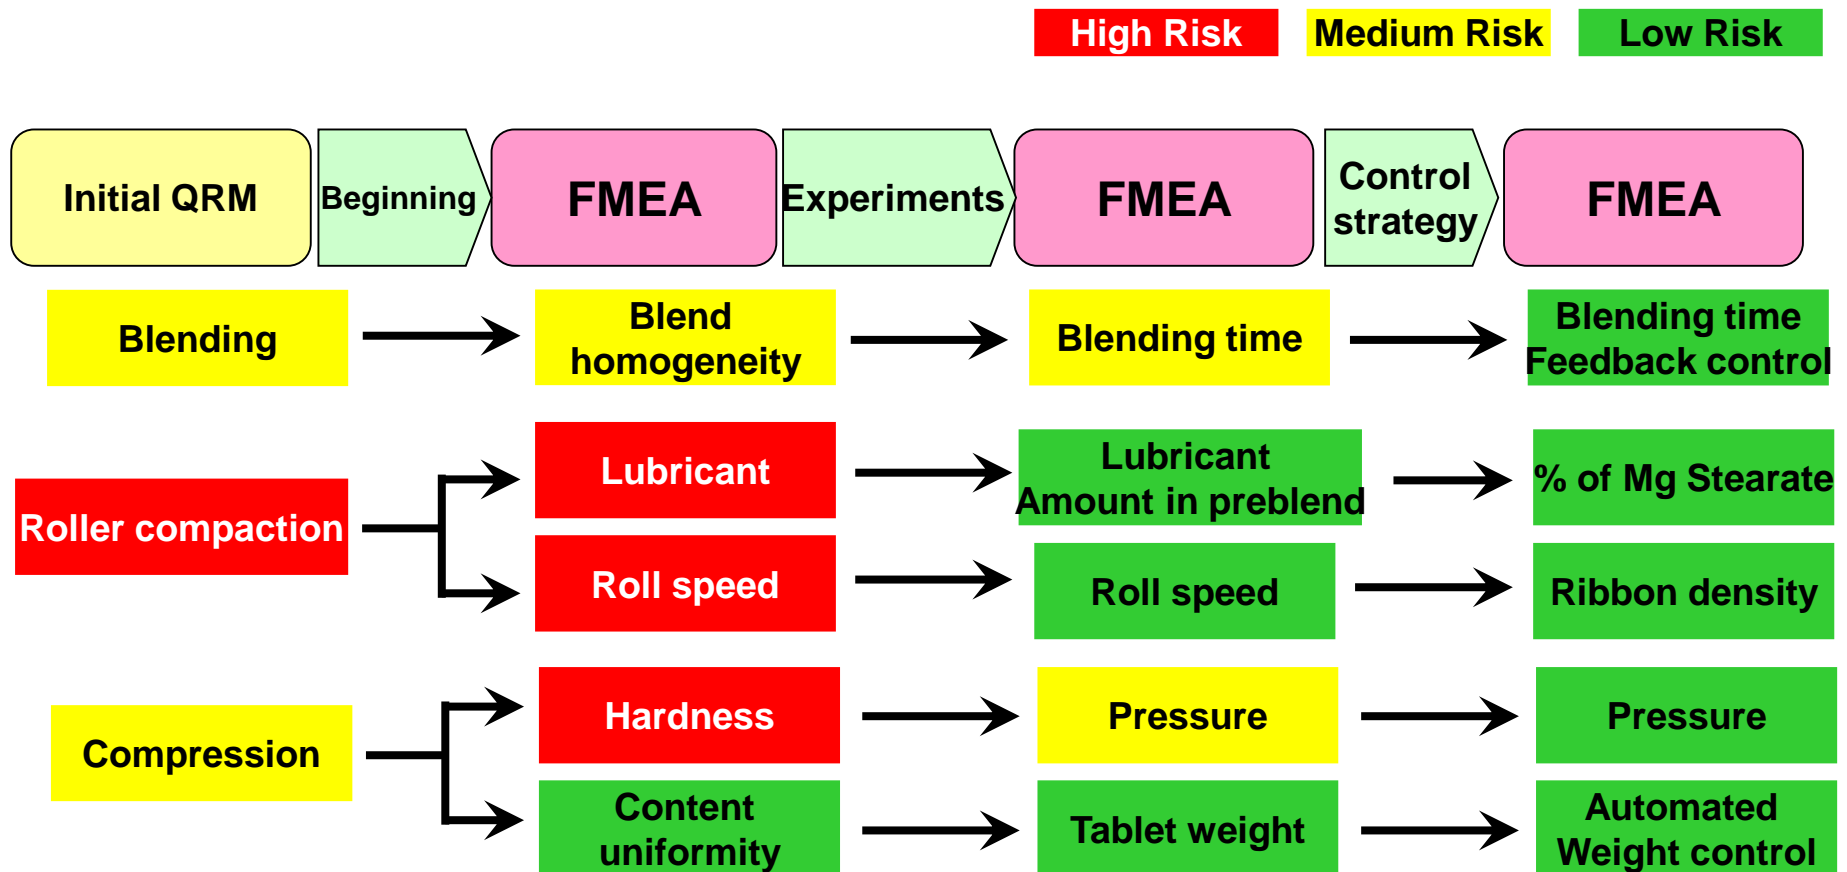 High Risk
Medium Risk
Low Risk
Initial QRM
Beginning
FMEA
Experiments
FMEA
Control
strategy
FMEA
Blending
Blend
homogeneity
Blending time
Blending time
Feedback control
Roller compaction
Lubricant
Lubricant
Amount in preblend
% of Mg Stearate
Roll speed
Roll speed
Ribbon density
Compression
Hardness
Pressure
Pressure
Content
uniformity
Tablet weight
Automated
Weight control